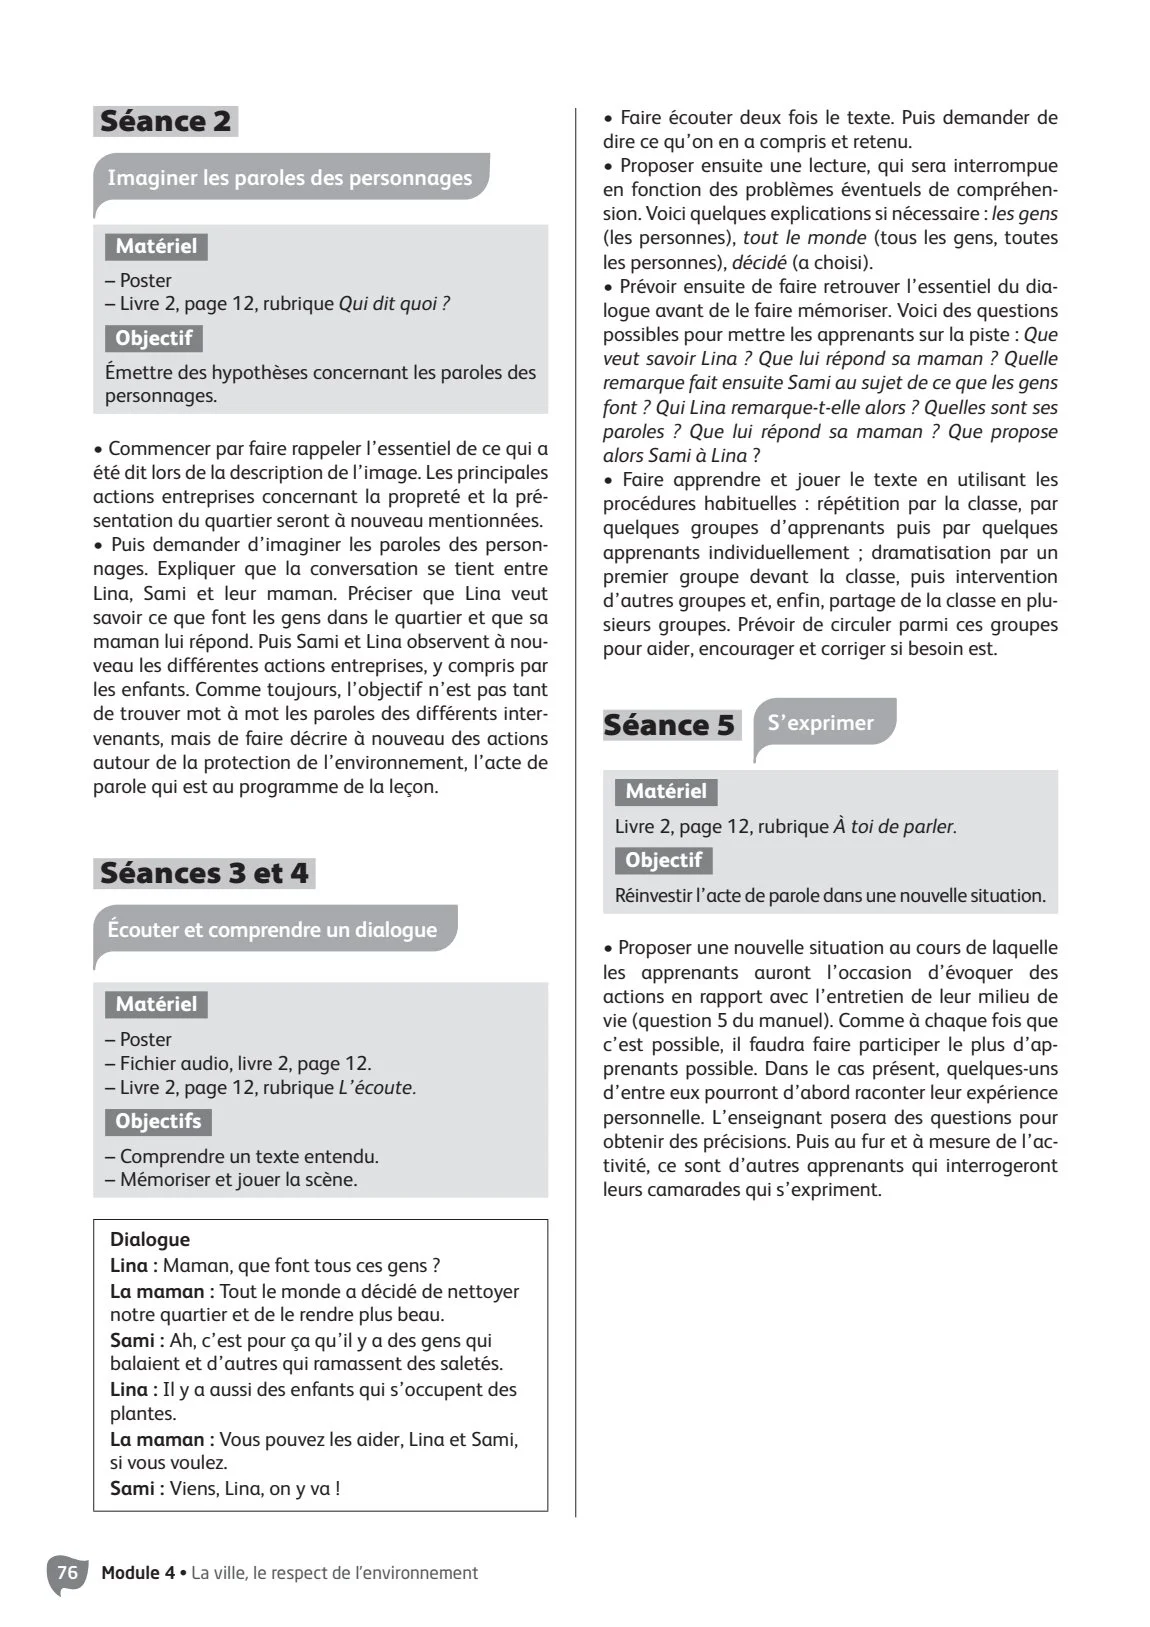 Séance 2
Imaginer les paroles des personnages
Matériel
– Poster
– Livre 2, page 12, rubrique Qui dit quoi ?
Objectif
Émettre des hypothèses concernant les paroles des
personnages.
• Commencer par faire rappeler l’essentiel de ce qui a
été dit lors de la description de l’image. Les principales
actions entreprises concernant la propreté et la pré-
sentation du quartier seront à nouveau mentionnées.
• Puis demander d’imaginer les paroles des person-
nages. Expliquer que la conversation se tient entre
Lina, Sami et leur maman. Préciser que Lina veut
savoir ce que font les gens dans le quartier et que sa
maman lui répond. Puis Sami et Lina observent à nou-
veau les différentes actions entreprises, y compris par
les enfants. Comme toujours, l’objectif n’est pas tant
de trouver mot à mot les paroles des différents inter-
venants, mais de faire décrire à nouveau des actions
autour de la protection de l’environnement, l’acte de
parole qui est au programme de la leçon.
Séances 3 et 4
Écouter et comprendre un dialogue
Matériel
– Poster
– Fichier audio, livre 2, page 12.
– Livre 2, page 12, rubrique L’écoute.
Objectifs
– Comprendre un texte entendu.
– Mémoriser et jouer la scène.
Dialogue
Lina : Maman, que font tous ces gens ?
La maman : Tout le monde a décidé de nettoyer
notre quartier et de le rendre plus beau.
Sami : Ah, c’est pour ça qu’il y a des gens qui
balaient et d’autres qui ramassent des saletés.
Lina : Il y a aussi des enfants qui s’occupent des
plantes.
La maman : Vous pouvez les aider, Lina et Sami,
si vous voulez.
Sami : Viens, Lina, on y va !
• Faire écouter deux fois le texte. Puis demander de
dire ce qu’on en a compris et retenu.
• Proposer ensuite une lecture, qui sera interrompue
en fonction des problèmes éventuels de compréhen-
sion. Voici quelques explications si nécessaire : les gens
(les personnes), tout le monde (tous les gens, toutes
les personnes), décidé (a choisi).
• Prévoir ensuite de faire retrouver l’essentiel du dia-
logue avant de le faire mémoriser. Voici des questions
possibles pour mettre les apprenants sur la piste : Que
veut savoir Lina ? Que lui répond sa maman ? Quelle
remarque fait ensuite Sami au sujet de ce que les gens
font ? Qui Lina remarque-t-elle alors ? Quelles sont ses
paroles ? Que lui répond sa maman ? Que propose
alors Sami à Lina ?
• Faire apprendre et jouer le texte en utilisant les
procédures habituelles : répétition par la classe, par
quelques groupes d’apprenants puis par quelques
apprenants individuellement ; dramatisation par un
premier groupe devant la classe, puis intervention
d’autres groupes et, enfin, partage de la classe en plu-
sieurs groupes. Prévoir de circuler parmi ces groupes
pour aider, encourager et corriger si besoin est.
Séance 5 S’exprimer
Matériel
Livre 2, page 12, rubrique À toi de parler.
Objectif
Réinvestir l’acte de parole dans une nouvelle situation.
• Proposer une nouvelle situation au cours de laquelle
les apprenants auront l’occasion d’évoquer des
actions en rapport avec l’entretien de leur milieu de
vie (question 5 du manuel). Comme à chaque fois que
c’est possible, il faudra faire participer le plus d’ap-
prenants possible. Dans le cas présent, quelques-uns
d’entre eux pourront d’abord raconter leur expérience
personnelle. L’enseignant posera des questions pour
obtenir des précisions. Puis au fur et à mesure de l’ac-
tivité, ce sont d’autres apprenants qui interrogeront
leurs camarades qui s’expriment.
76 Module 4 • La ville, le respect de l’environnement